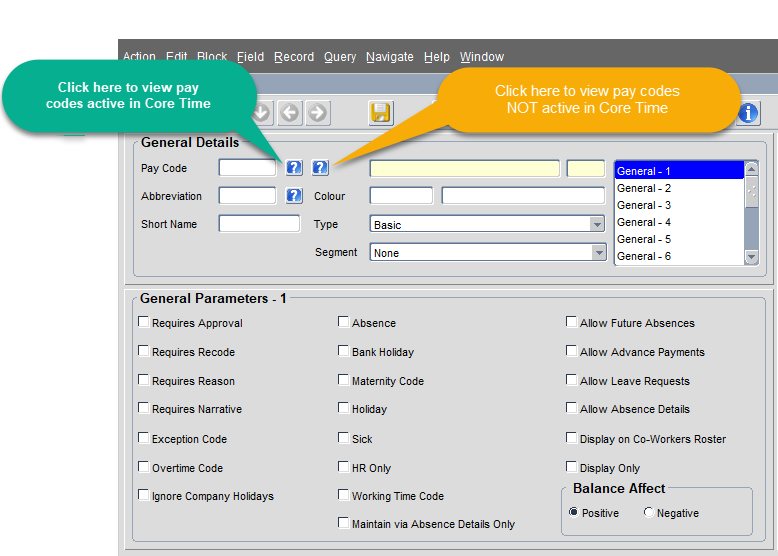 Action Edit Block Field Record Query Navigate Help Window
Click here to view pay
codes active in Core Time
Click here to view pay codes
NOT active in Core Time
General Details
Pay Code
Abbreviation
Colour
Short Name
Type
Basic
Segment
None
General - 1
General - 2
General - 3
General - 4
General - 5
General - 6
General Parameters - 1
Requires Approval
Absence
Allow Future Absences
Requires Recode
Bank Holiday
Allow Advance Payments
Requires Reason
Maternity Code
Allow Leave Requests
Requires Narrative
Holiday
Allow Absence Details
Exception Code
Sick
Display on Co-Workers Roster
Overtime Code
HR Only
Display Only
Ignore Company Holidays
Working Time Code
Maintain via Absence Details Only
Balance Affect
Positive
Negative